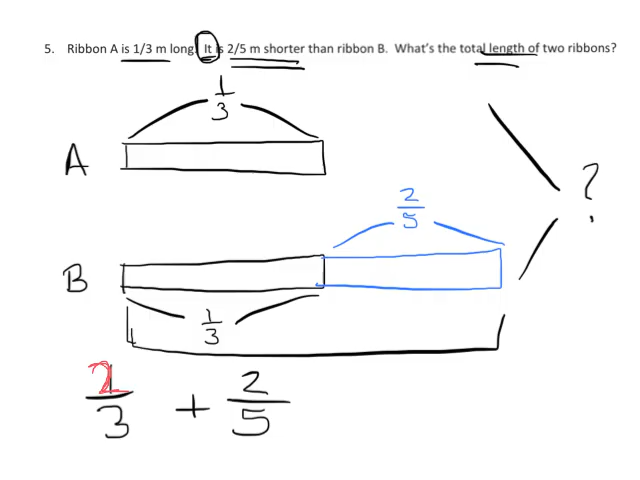 5. Ribbon A is 1/3 m long. It is 2/5 m shorter than ribbon B. What's the total length of two ribbons?
1/3
A
?
2/5
B
1/3
2/3 + 2/5